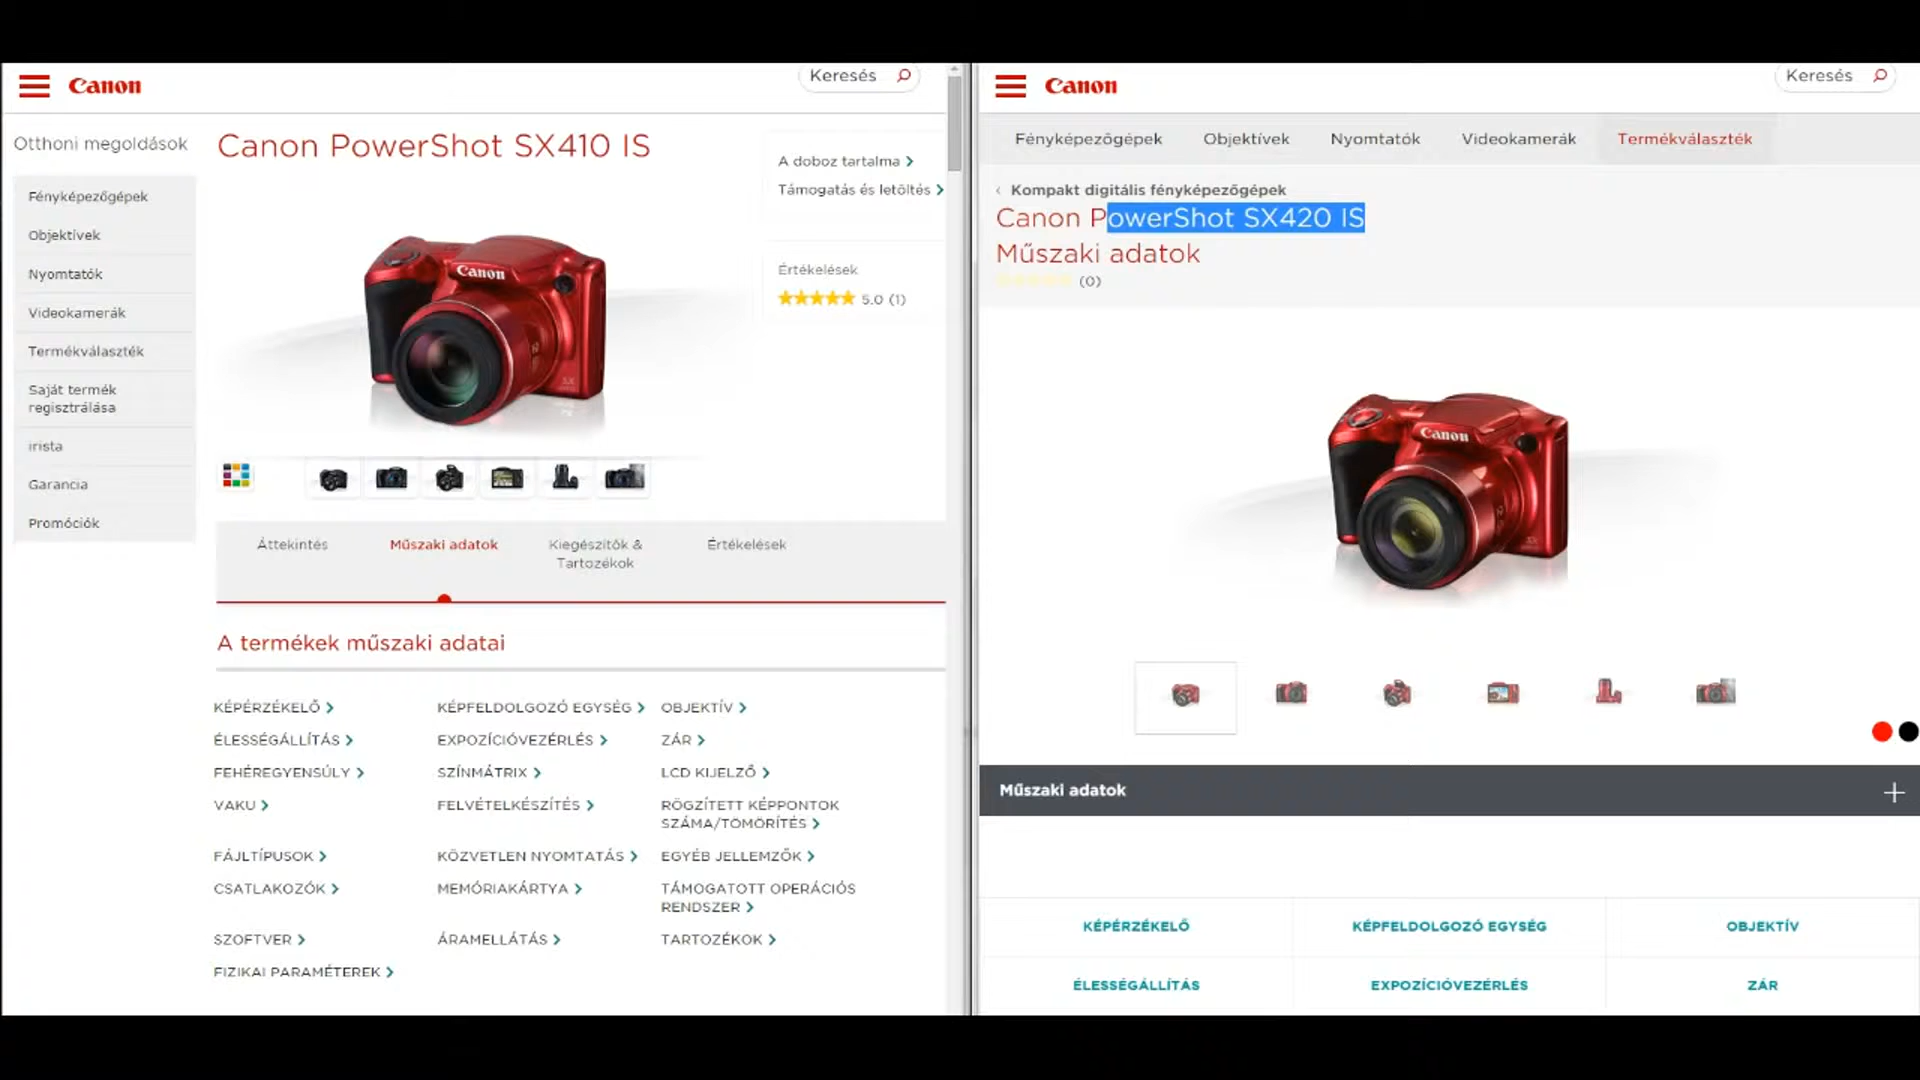 Canon
Keresés
Otthoni megoldások
Fényképezőgépek
Objektívek
Nyomtatók
Videokamerák
Termékválaszték
Saját termék
regisztrálása
irista
Garancia
Promóciók
Canon PowerShot SX410 IS
A doboz tartalma
Támogatás és letöltés
Értékelések
5.0 (1)
Canon
Áttekintés
Műszaki adatok
Kiegészítők &
Tartozékok
Értékelések
A termékek műszaki adatai
KÉPÉRZÉKELŐ
KÉPFELDOLGOZÓ EGYSÉG
OBJEKTÍV
ÉLESSÉGÁLLÍTÁS
EXPOZÍCIÓVEZÉRLÉS
ZÁR
FEHÉREGYENSÚLY
SZÍNMÁTRIX
LCD KIJELZŐ
VAKU
FELVÉTELKÉSZÍTÉS
RÖGZÍTETT KÉPPONTOK
SZÁMA/TÖMÖRÍTÉS
FÁJLTÍPUSOK
KÖZVETLEN NYOMTATÁS
EGYÉB JELLEMZŐK
CSATLAKOZÓK
MEMÓRIAKÁRTYA
TÁMOGATOTT OPERÁCIÓS
RENDSZER
SZOFTVER
ÁRAMELLÁTÁS
TARTOZÉKOK
FIZIKAI PARAMÉTEREK
Canon
Keresés
Fényképezőgépek
Objektívek
Nyomtatók
Videokamerák
Termékválaszték
Kompakt digitális fényképezőgépek
Canon PowerShot SX420 IS
Műszaki adatok
(0)
Canon
Műszaki adatok
KÉPÉRZÉKELŐ
KÉPFELDOLGOZÓ EGYSÉG
OBJEKTÍV
ÉLESSÉGÁLLÍTÁS
EXPOZÍCIÓVEZÉRLÉS
ZÁR